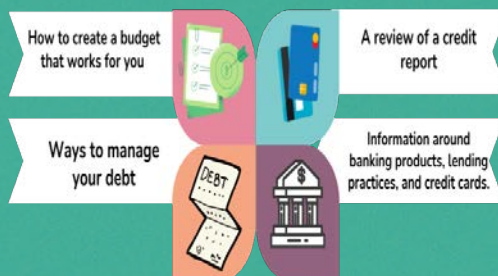 How to create a budget
that works for you
A review of a credit
report
Ways to manage
your debt
Information around
banking products, lending
practices, and credit cards.
DEBT
$